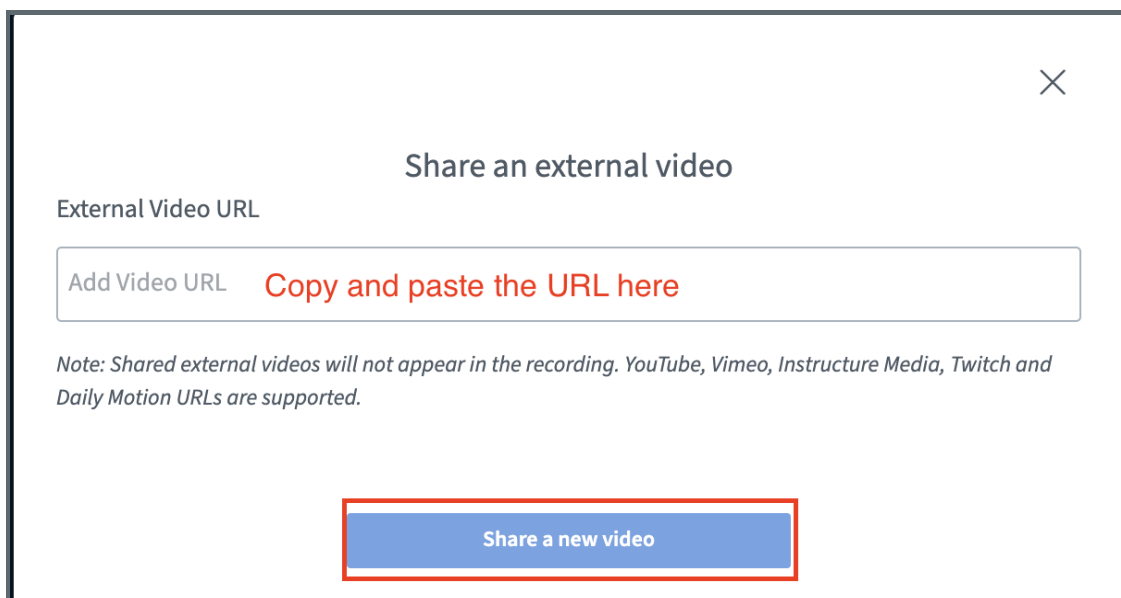 Share an external video
External Video URL
Add Video URL Copy and paste the URL here
Note: Shared external videos will not appear in the recording. YouTube, Vimeo, Instructure Media, Twitch and
Daily Motion URLs are supported.
Share a new video